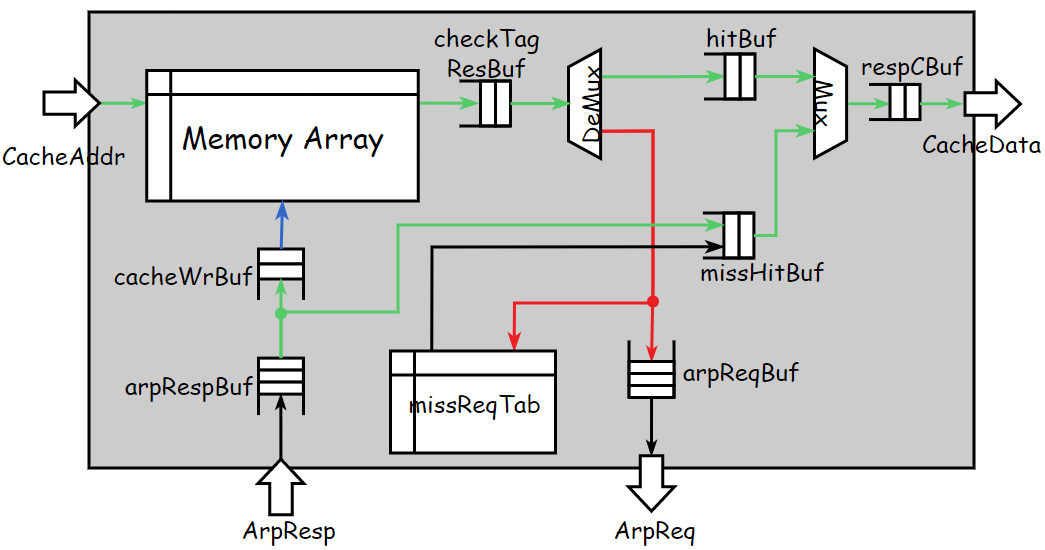 checkTag
ResBuf
hitBuf
respCBuf
CacheAddr
Memory Array
DeMux
Mux
CacheData
cacheWrBuf
missHitBuf
arpRespBuf
missReqTab
arpReqBuf
ArpResp
ArpReq